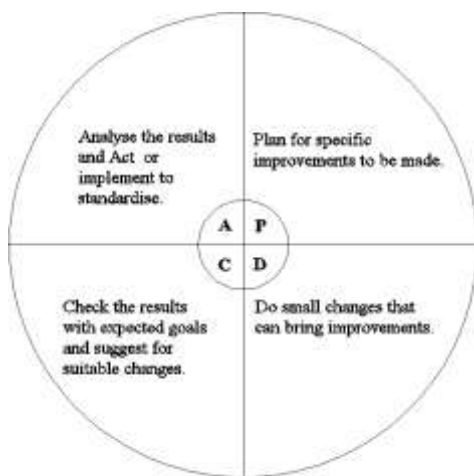 Analyse the results
and Act or
implement to
standardise.
Plan for specific
improvements to be made.
A P
C D
Check the results
with expected goals
and suggest for
suitable changes.
Do small changes that
can bring improvements.